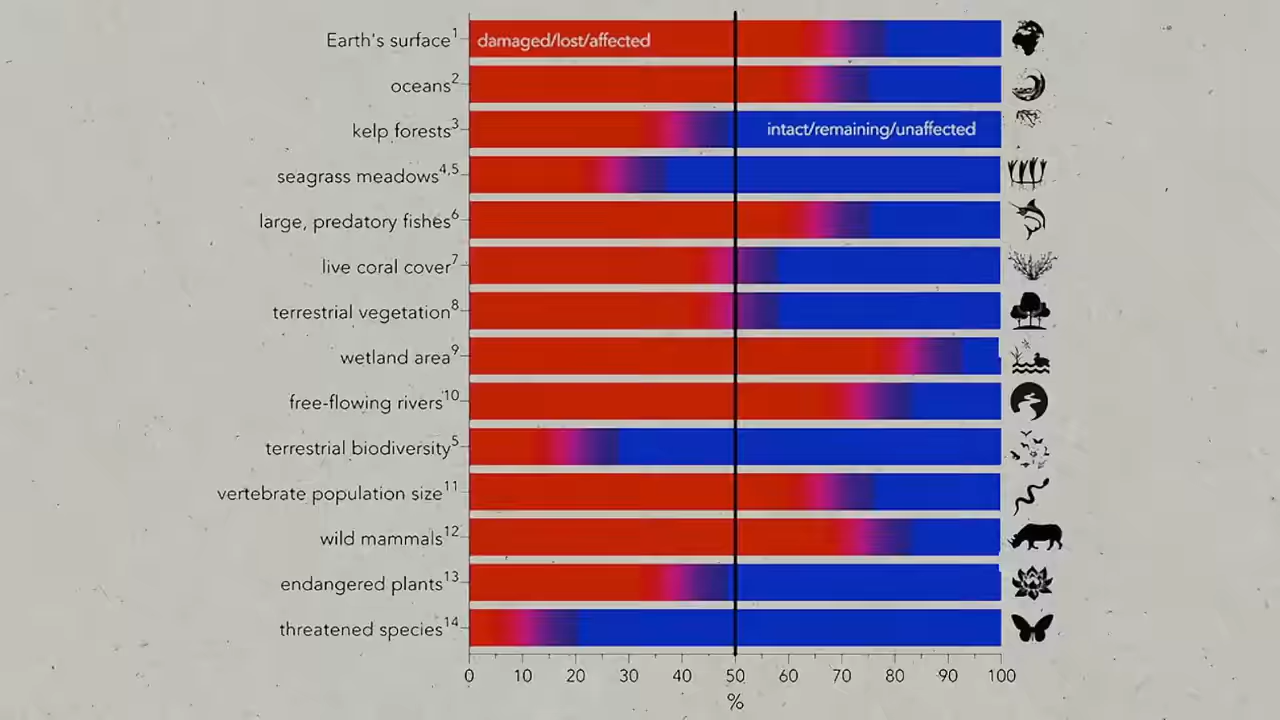 Earth's surface1
damaged/lost/affected
oceans2
kelp forests3
intact/remaining/unaffected
seagrass meadows4,5
large, predatory fishes6
live coral cover7
terrestrial vegetation8
wetland area9
free-flowing rivers10
terrestrial biodiversity5
vertebrate population size11
wild mammals12
endangered plants13
threatened species14
0 10 20 30 40 50 60 70 80 90 100
%